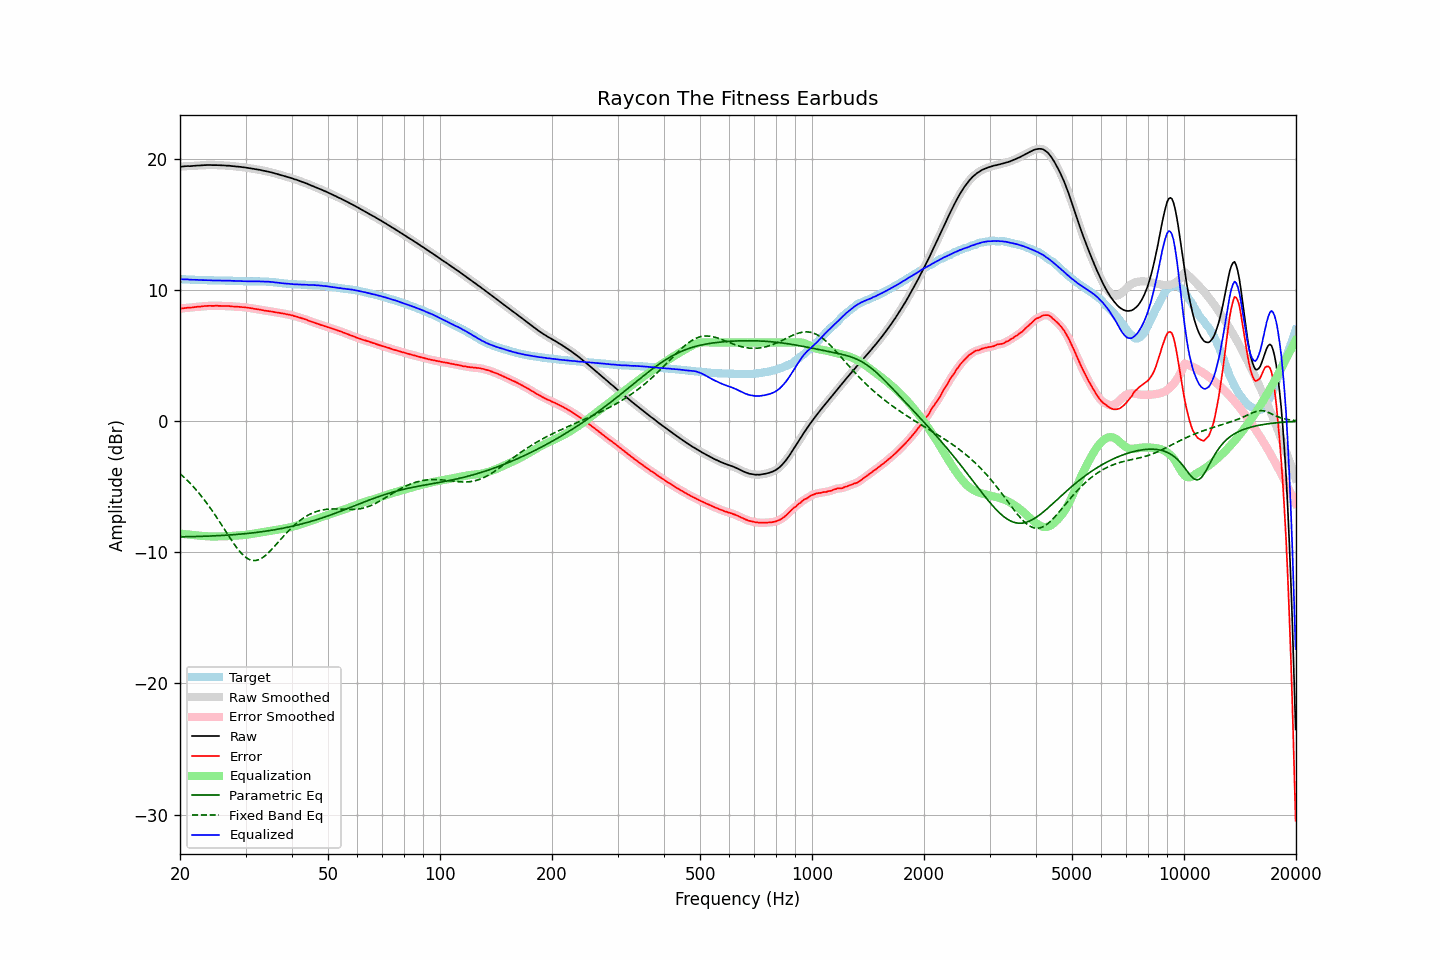 Raycon The Fitness Earbuds
Amplitude (dBr)
20
10
0
−10
−20
−30
Target
Raw Smoothed
Error Smoothed
Raw
Error
Equalization
Parametric Eq
Fixed Band Eq
Equalized
20 50 100 200 500 1000 2000 5000 10000 20000
Frequency (Hz)